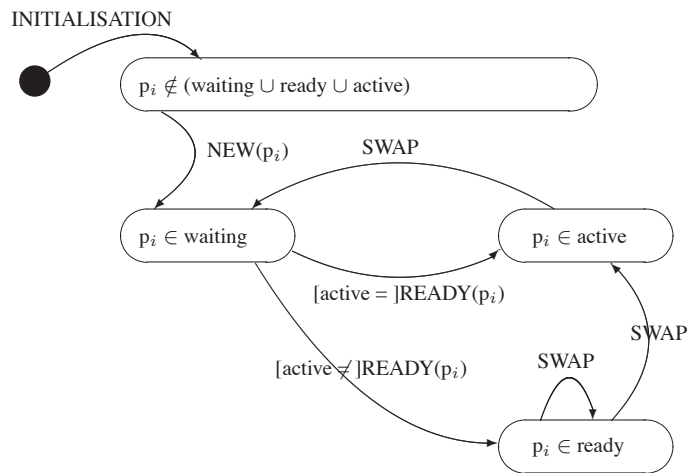 INITIALISATION
pᵢ ∉ (waiting ∪ ready ∪ active)
NEW(pᵢ)
SWAP
pᵢ ∈ waiting
pᵢ ∈ active
[active = ]READY(pᵢ)
SWAP
[active ≠ ]READY(pᵢ)
SWAP
pᵢ ∈ ready